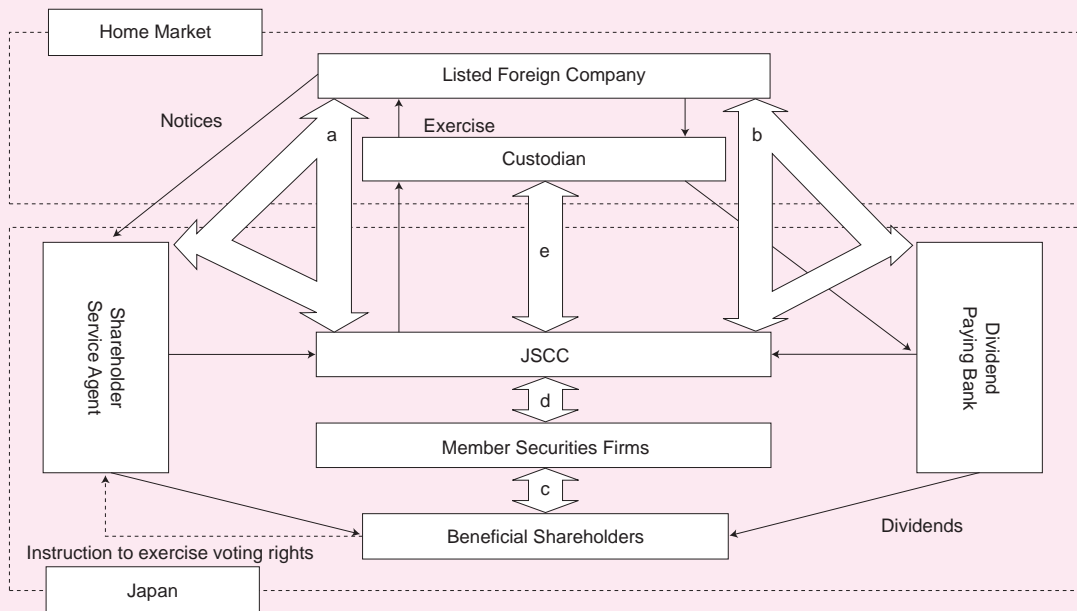 Home Market
Listed Foreign Company
Notices
a
Exercise
b
Custodian
e
Shareholder
Service Agent
Dividend
Paying Bank
JSCC
d
Member Securities Firms
c
Beneficial Shareholders
Dividends
Instruction to exercise voting rights
Japan